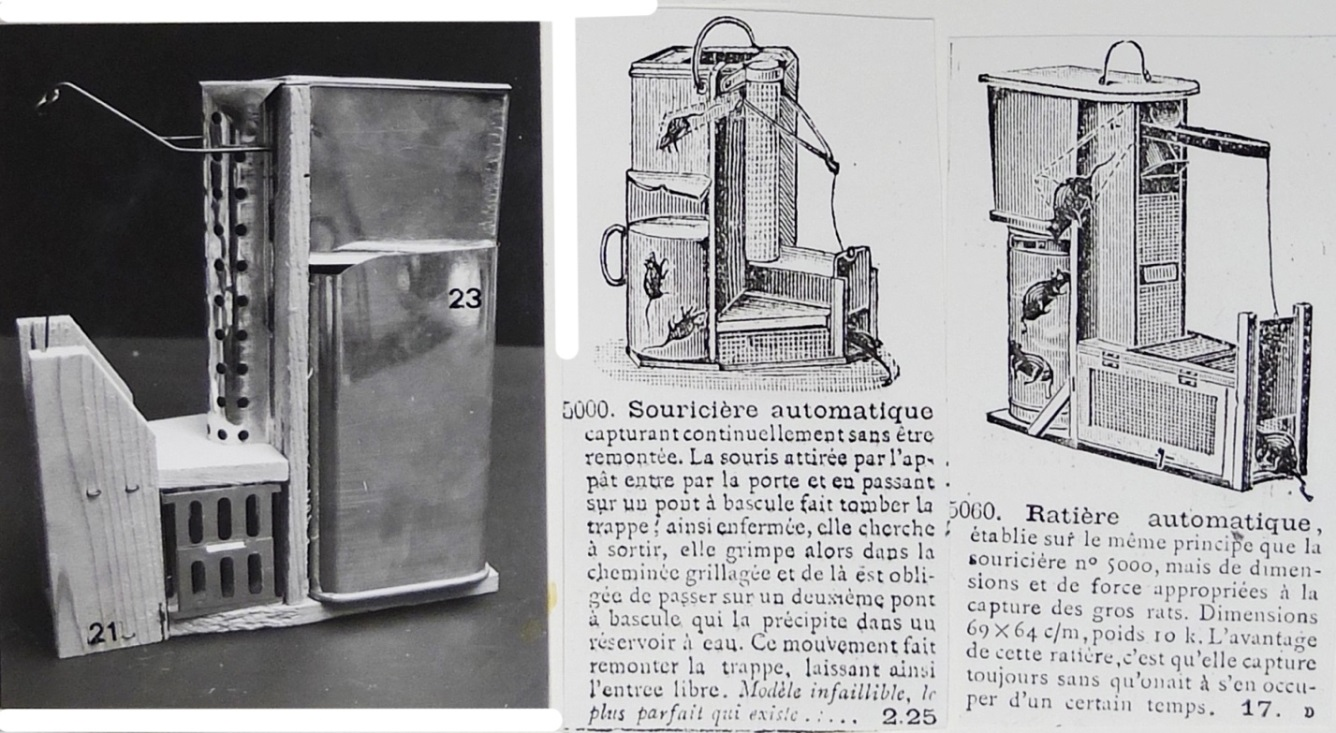 23
21
5000. Souricière automatique
capturant continuellement sans être
remontée. La souris attirée par l'ap-
pât entre par la porte et en passant
sur un pont à bascule fait tomber la
trappe ; ainsi enfermée, elle cherche
à sortir, elle grimpe alors dans la
cheminée grillagée et de là est obli-
gée de passer sur un deuxième pont
à bascule qui la précipite dans un
réservoir à eau. Ce mouvement fait
remonter la trappe, laissant ainsi
l'entrée libre. Modèle infaillible, le
plus parfait qui existe . : . . . 2.25
5060. Ratière automatique,
établie sur le même principe que la
souricière nº 5000, mais de dimen-
sions et de force appropriées à la
capture des gros rats. Dimensions
69×64 c/m, poids 10 k. L'avantage
de cette ratière, c'est qu'elle capture
toujours sans qu'onait à s'en occu-
per d'un certain temps. 17. D